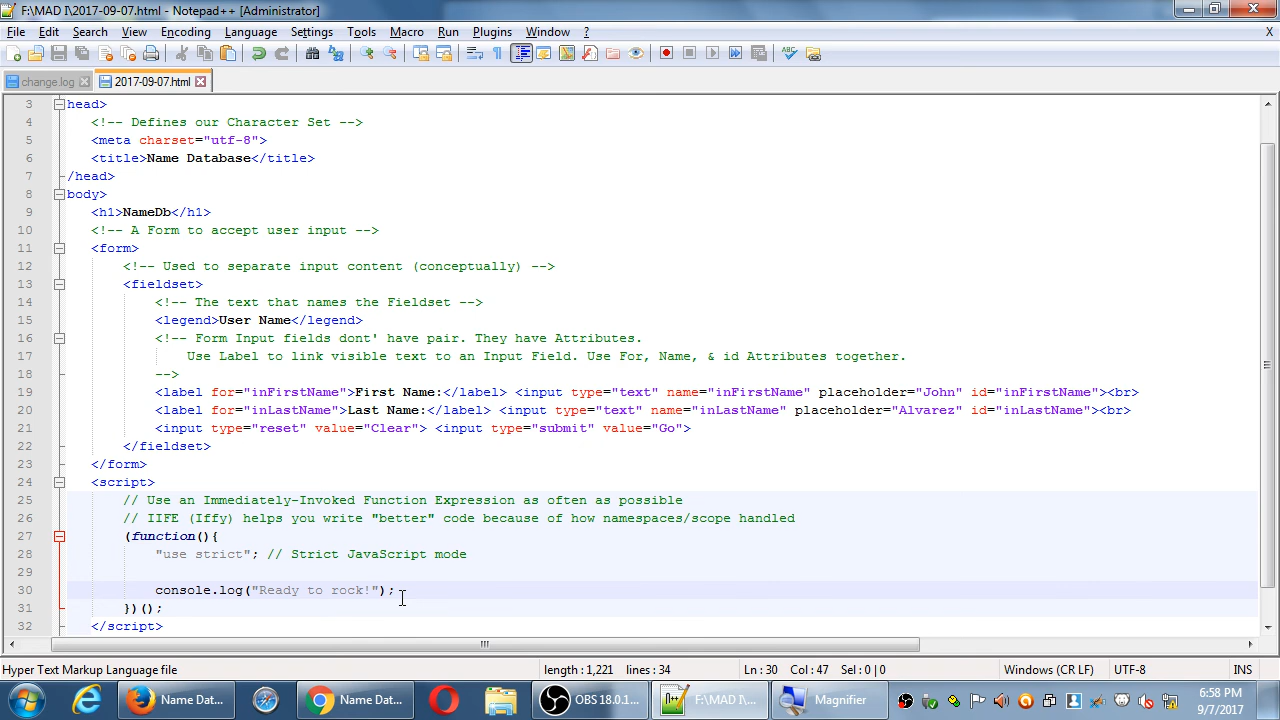 F:\MAD I\2017-09-07.html - Notepad++ [Administrator]
File Edit Search View Encoding Language Settings Tools Macro Run Plugins Window ? X
change.log 2017-09-07.html
3 head>
4 <!-- Defines our Character Set -->
5 <meta charset="utf-8">
6 <title>Name Database</title>
7 /head>
8 body>
9 <h1>NameDb</h1>
10 <!-- A Form to accept user input -->
11 <form>
12 <!-- Used to separate input content (conceptually) -->
13 <fieldset>
14 <!-- The text that names the Fieldset -->
15 <legend>User Name</legend>
16 <!-- Form Input fields dont' have pair. They have Attributes.
17 Use Label to link visible text to an Input Field. Use For, Name, & id Attributes together.
18 -->
19 <label for="inFirstName">First Name:</label> <input type="text" name="inFirstName" placeholder="John" id="inFirstName"><br>
20 <label for="inLastName">Last Name:</label> <input type="text" name="inLastName" placeholder="Alvarez" id="inLastName"><br>
21 <input type="reset" value="Clear"> <input type="submit" value="Go">
22 </fieldset>
23 </form>
24 <script>
25 // Use an Immediately-Invoked Function Expression as often as possible
26 // IIFE (Iffy) helps you write "better" code because of how namespaces/scope handled
27 (function(){
28 "use strict"; // Strict JavaScript mode
29
30 console.log("Ready to rock!");
31 })();
32 </script>
Hyper Text Markup Language file length : 1,221 lines : 34 Ln : 30 Col : 47 Sel : 0 | 0 Windows (CR LF) UTF-8 INS
Name Dat... Name Dat... OBS 18.0.1... F:\MAD I\... Magnifier 6:58 PM
9/7/2017